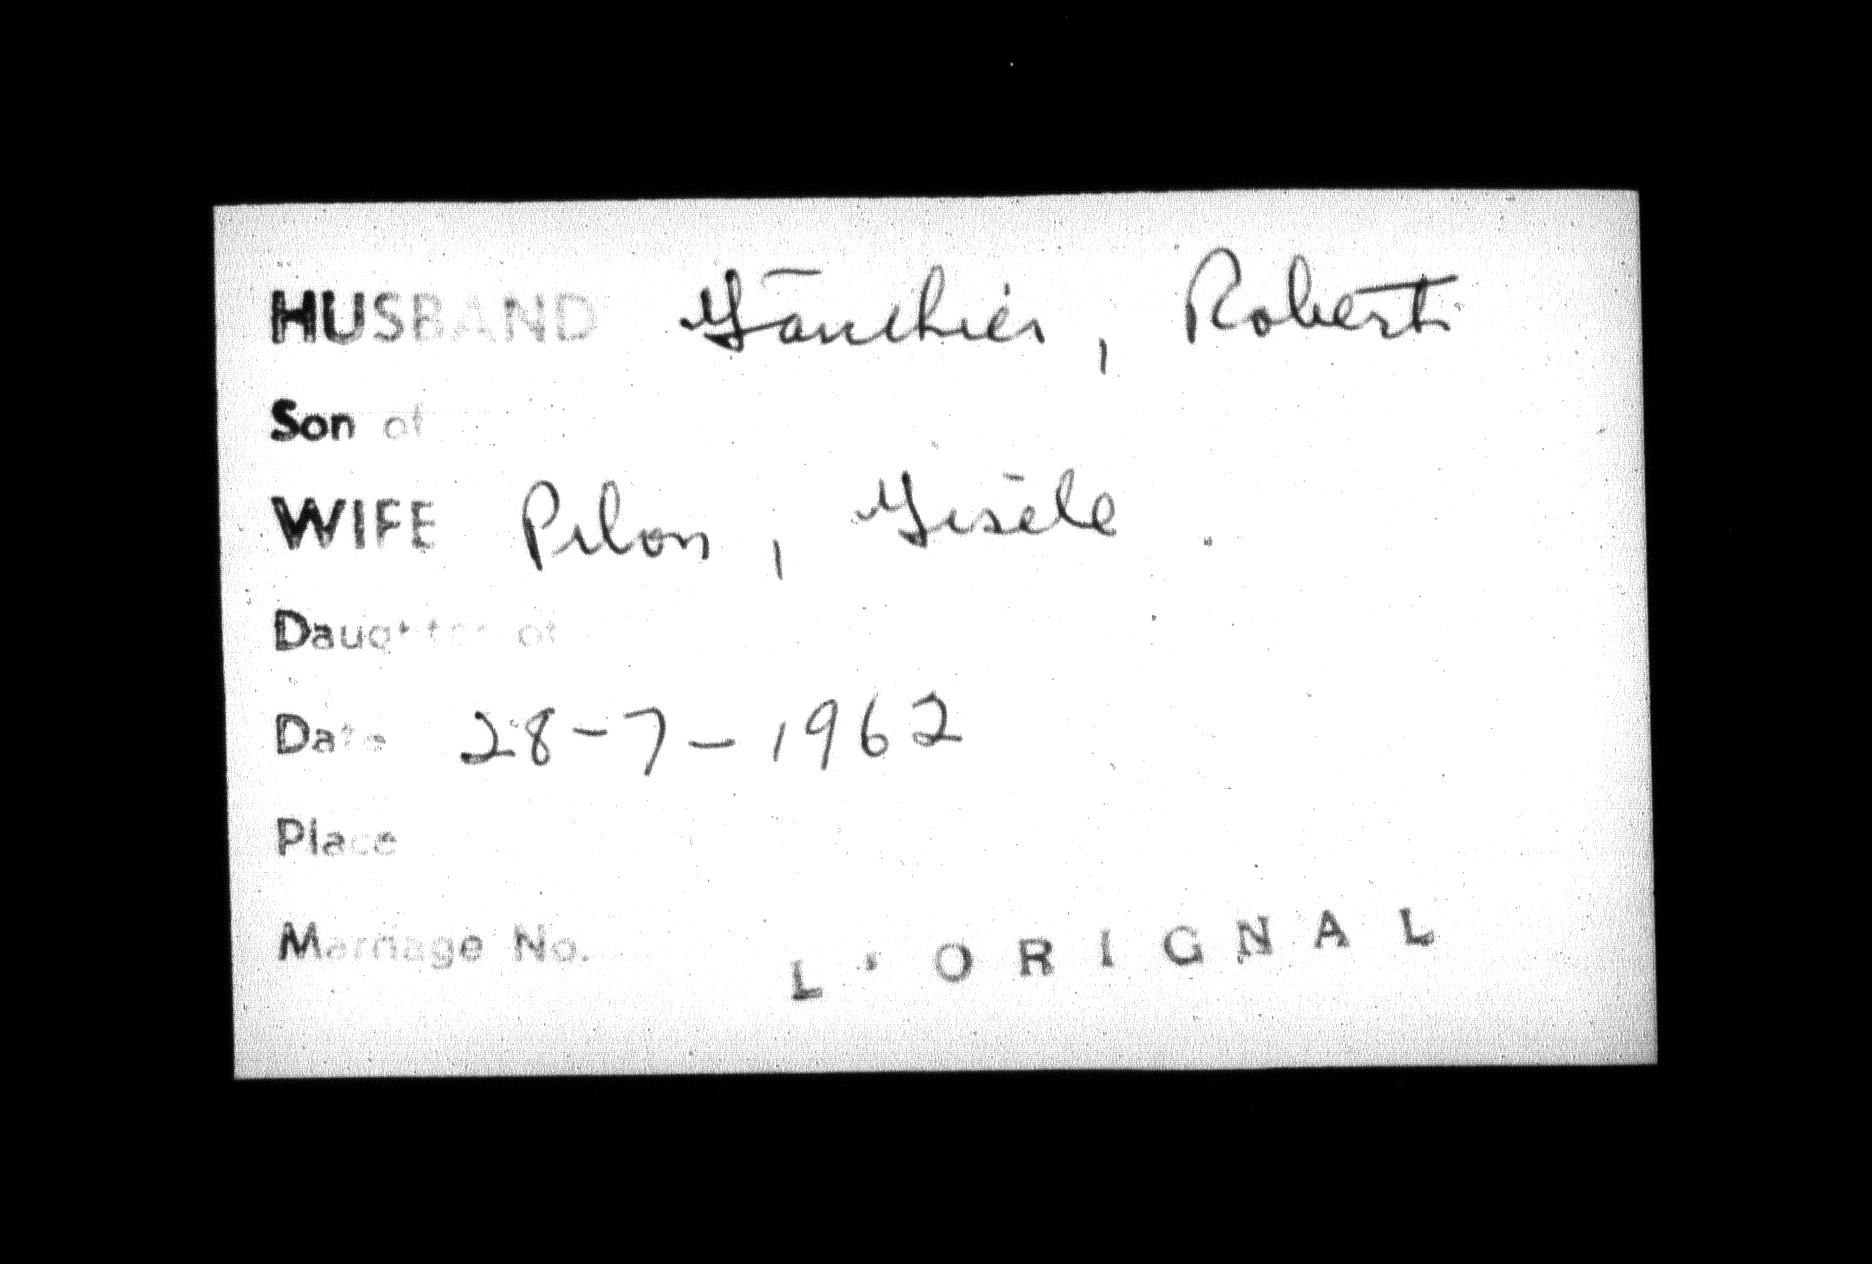 HUSBAND Gauthier, Robert
Son of
WIFE Pilon, Gisèle
Daughter of
Date 28-7-1962
Place
Marriage No.
L'ORIGNAL